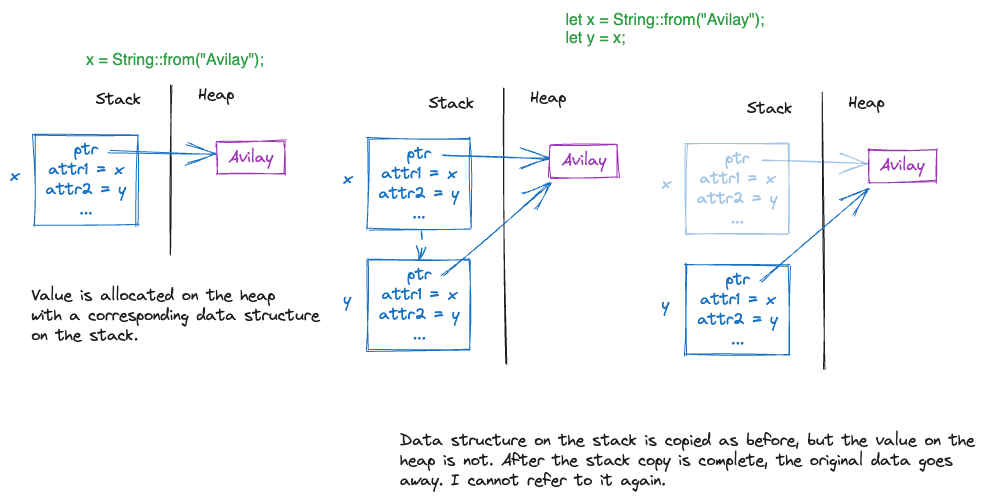 x = String::from("Avilay");
Stack
Heap
x
ptr
attr1 = x
attr2 = y
...
Avilay
Value is allocated on the heap
with a corresponding data structure
on the stack.
let x = String::from("Avilay");
let y = x;
Stack
Heap
x
ptr
attr1 = x
attr2 = y
...
Avilay
y
ptr
attr1 = x
attr2 = y
...
Stack
Heap
x
ptr
attr1 = x
attr2 = y
...
Avilay
y
ptr
attr1 = x
attr2 = y
...
Data structure on the stack is copied as before, but the value on the
heap is not. After the stack copy is complete, the original data goes
away. I cannot refer to it again.